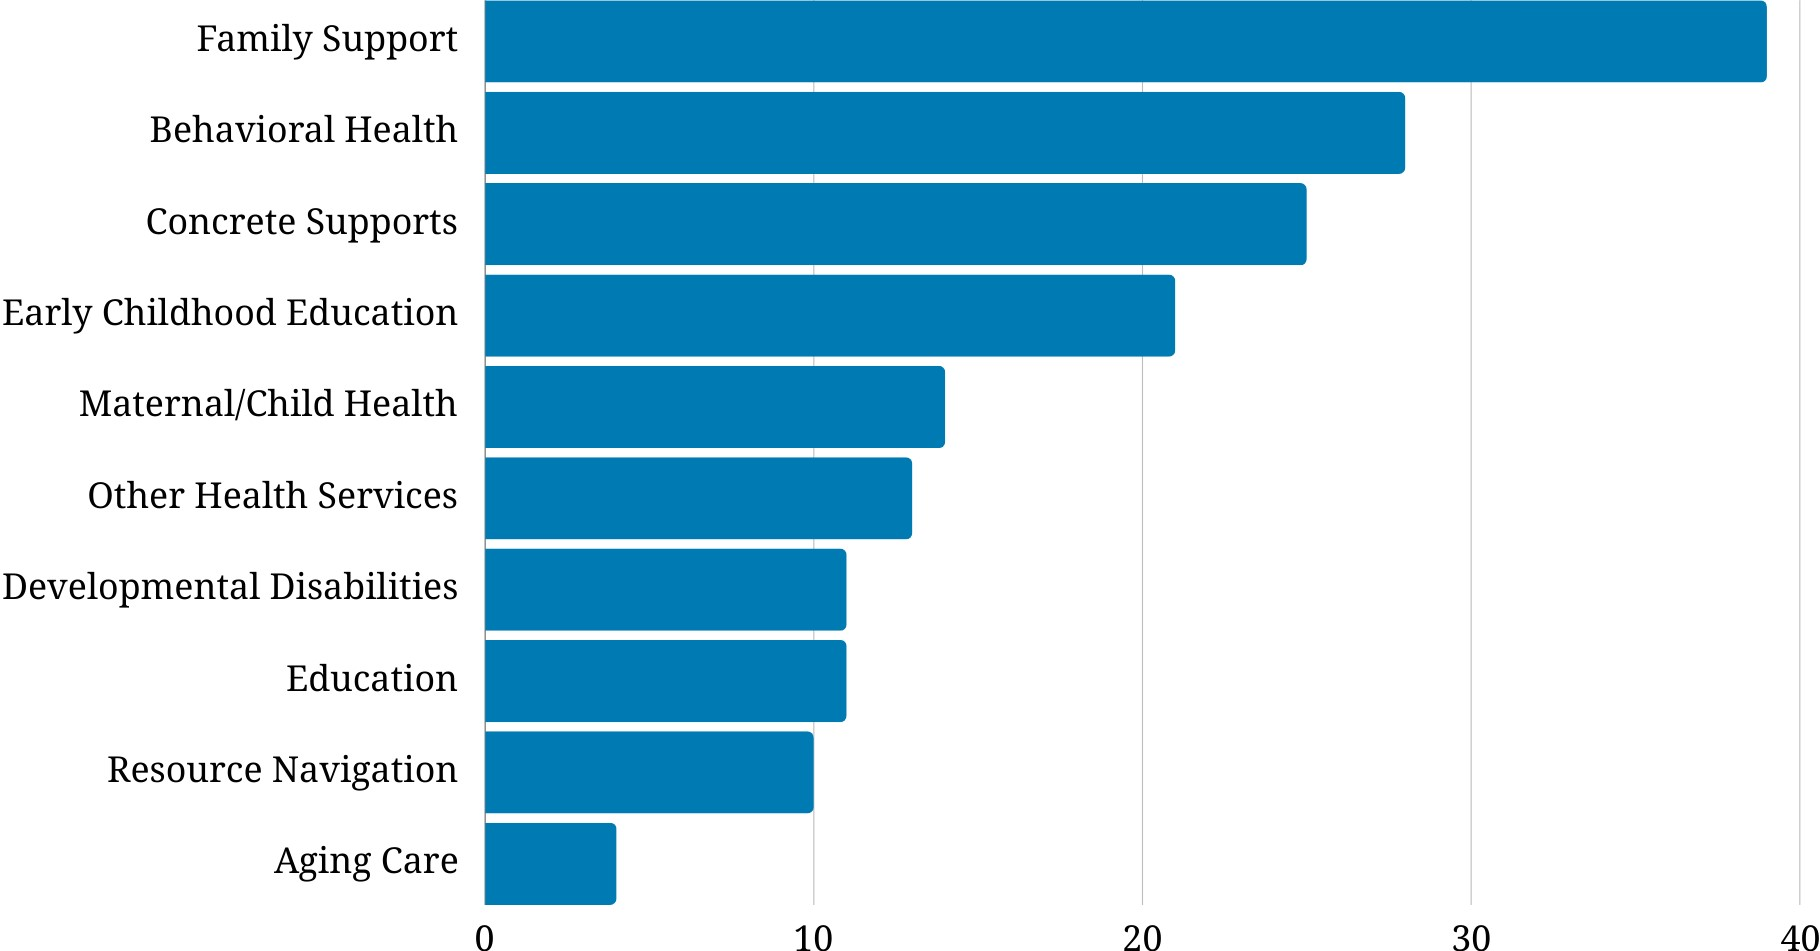 Family Support
Behavioral Health
Concrete Supports
Early Childhood Education
Maternal/Child Health
Other Health Services
Developmental Disabilities
Education
Resource Navigation
Aging Care
0 10 20 30 40